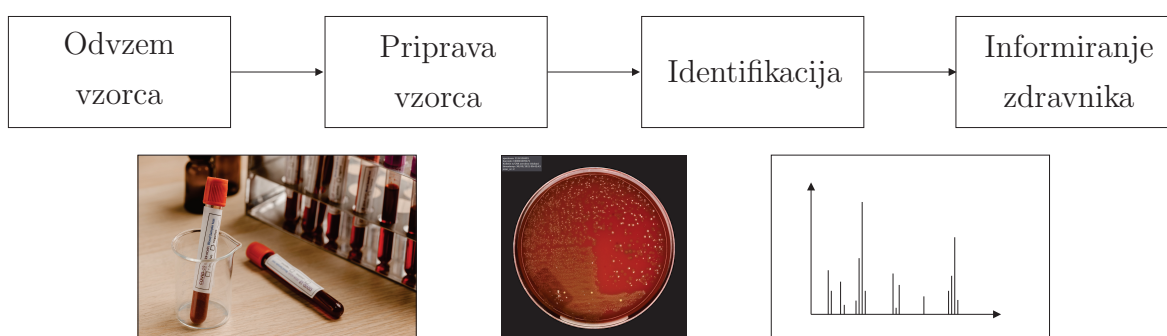 Odvzem
vzorca
Priprava
vzorca
Identifikacija
Informiranje
zdravnika